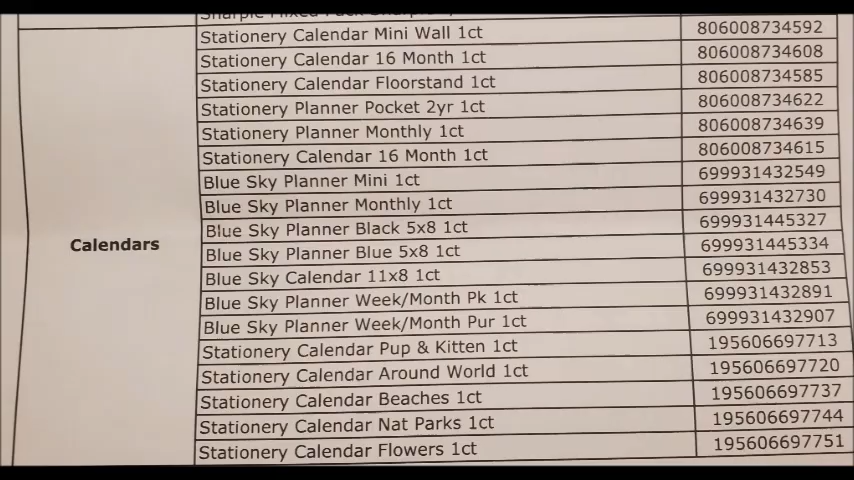 Stationery Calendar Mini Wall 1ct 806008734592
Stationery Calendar 16 Month 1ct 806008734608
Stationery Calendar Floorstand 1ct 806008734585
Stationery Planner Pocket 2yr 1ct 806008734622
Stationery Planner Monthly 1ct 806008734639
Stationery Calendar 16 Month 1ct 806008734615
Blue Sky Planner Mini 1ct 699931432549
Blue Sky Planner Monthly 1ct 699931432730
Blue Sky Planner Black 5x8 1ct 699931445327
Calendars
Blue Sky Planner Blue 5x8 1ct 699931445334
Blue Sky Calendar 11x8 1ct 699931432853
Blue Sky Planner Week/Month Pk 1ct 699931432891
Blue Sky Planner Week/Month Pur 1ct 699931432907
Stationery Calendar Pup & Kitten 1ct 195606697713
Stationery Calendar Around World 1ct 195606697720
Stationery Calendar Beaches 1ct 195606697737
Stationery Calendar Nat Parks 1ct 195606697744
Stationery Calendar Flowers 1ct 195606697751